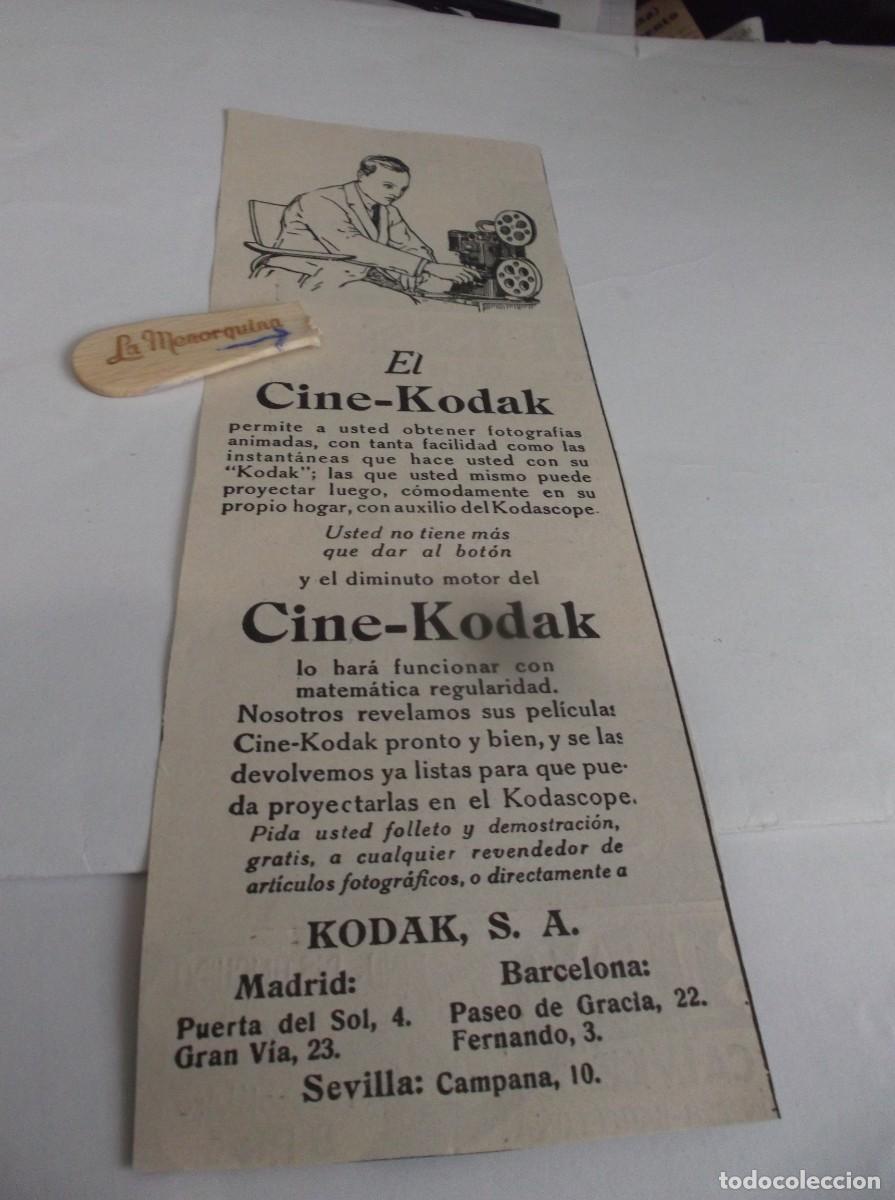 La Menorquina
El
Cine-Kodak
permite a usted obtener fotografias
animadas, con tanta facilidad como las
instantáneas que hace usted con su
"Kodak"; las que usted mismo puede
proyectar luego, cómodamente en su
propio hogar, con auxilio del Kodascope.
Usted no tiene más
que dar al botón
y el diminuto motor del
Cine-Kodak
lo hará funcionar con
matemática regularidad.
Nosotros revelamos sus películas
Cine-Kodak pronto y bien, y se las
devolvemos ya listas para que pue-
da proyectarlas en el Kodascope.
Pida usted folleto y demostración,
gratis, a cualquier revendedor de
artículos fotográficos, o directamente a
KODAK, S. A.
Madrid:
Puerta del Sol, 4.
Gran Vía, 23.
Barcelona:
Paseo de Gracia, 22.
Fernando, 3.
Sevilla: Campana, 10.
todocoleccion